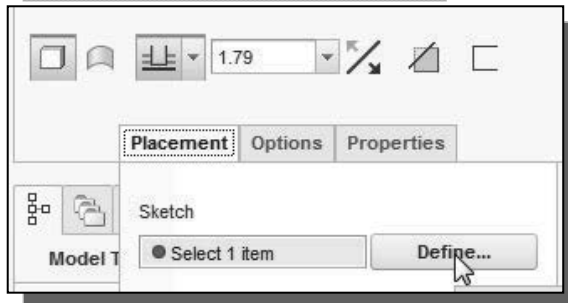 1.79
Placement Options Properties
Sketch
Select 1 item Define...
Model T